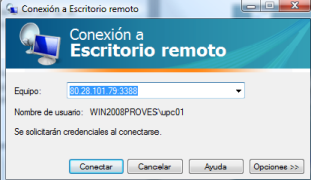 Conexión a Escritorio remoto
Conexión a
Escritorio remoto
Equipo: 80.28.101.79:3388
Nombre de usuario: WIN2008PROVES\upc01
Se solicitarán credenciales al conectarse.
Conectar Cancelar Ayuda Opciones >>